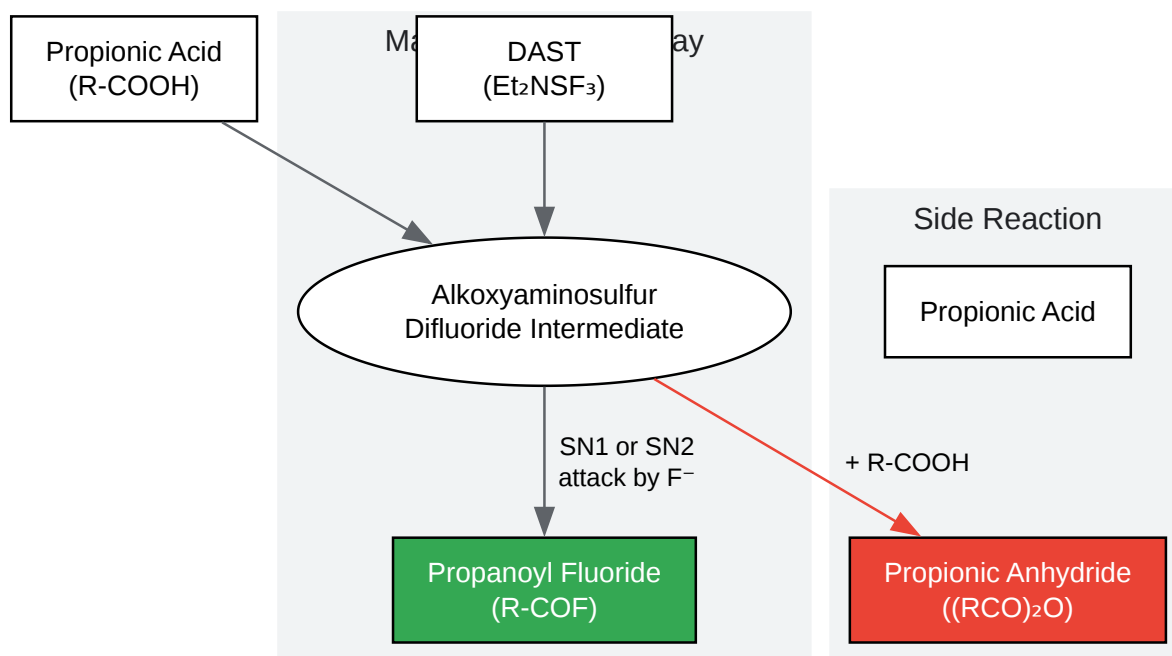 Propionic Acid
(R-COOH)
DAST
(Et₂NSF₃)
Side Reaction
Alkoxyaminosulfur
Difluoride Intermediate
Propionic Acid
SN1 or SN2
attack by F⁻
+ R-COOH
Propanoyl Fluoride
(R-COF)
Propionic Anhydride
((RCO)₂O)